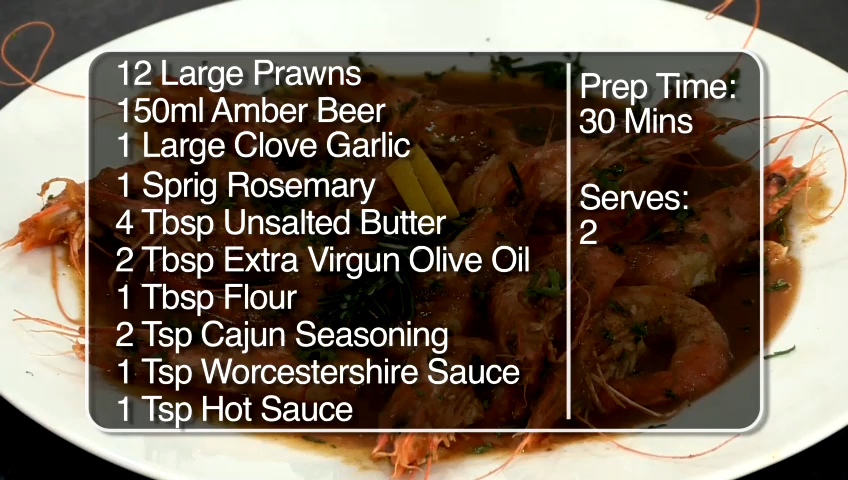 12 Large Prawns
150ml Amber Beer
1 Large Clove Garlic
1 Sprig Rosemary
4 Tbsp Unsalted Butter
2 Tbsp Extra Virgun Olive Oil
1 Tbsp Flour
2 Tsp Cajun Seasoning
1 Tsp Worcestershire Sauce
1 Tsp Hot Sauce
Prep Time:
30 Mins
Serves:
2